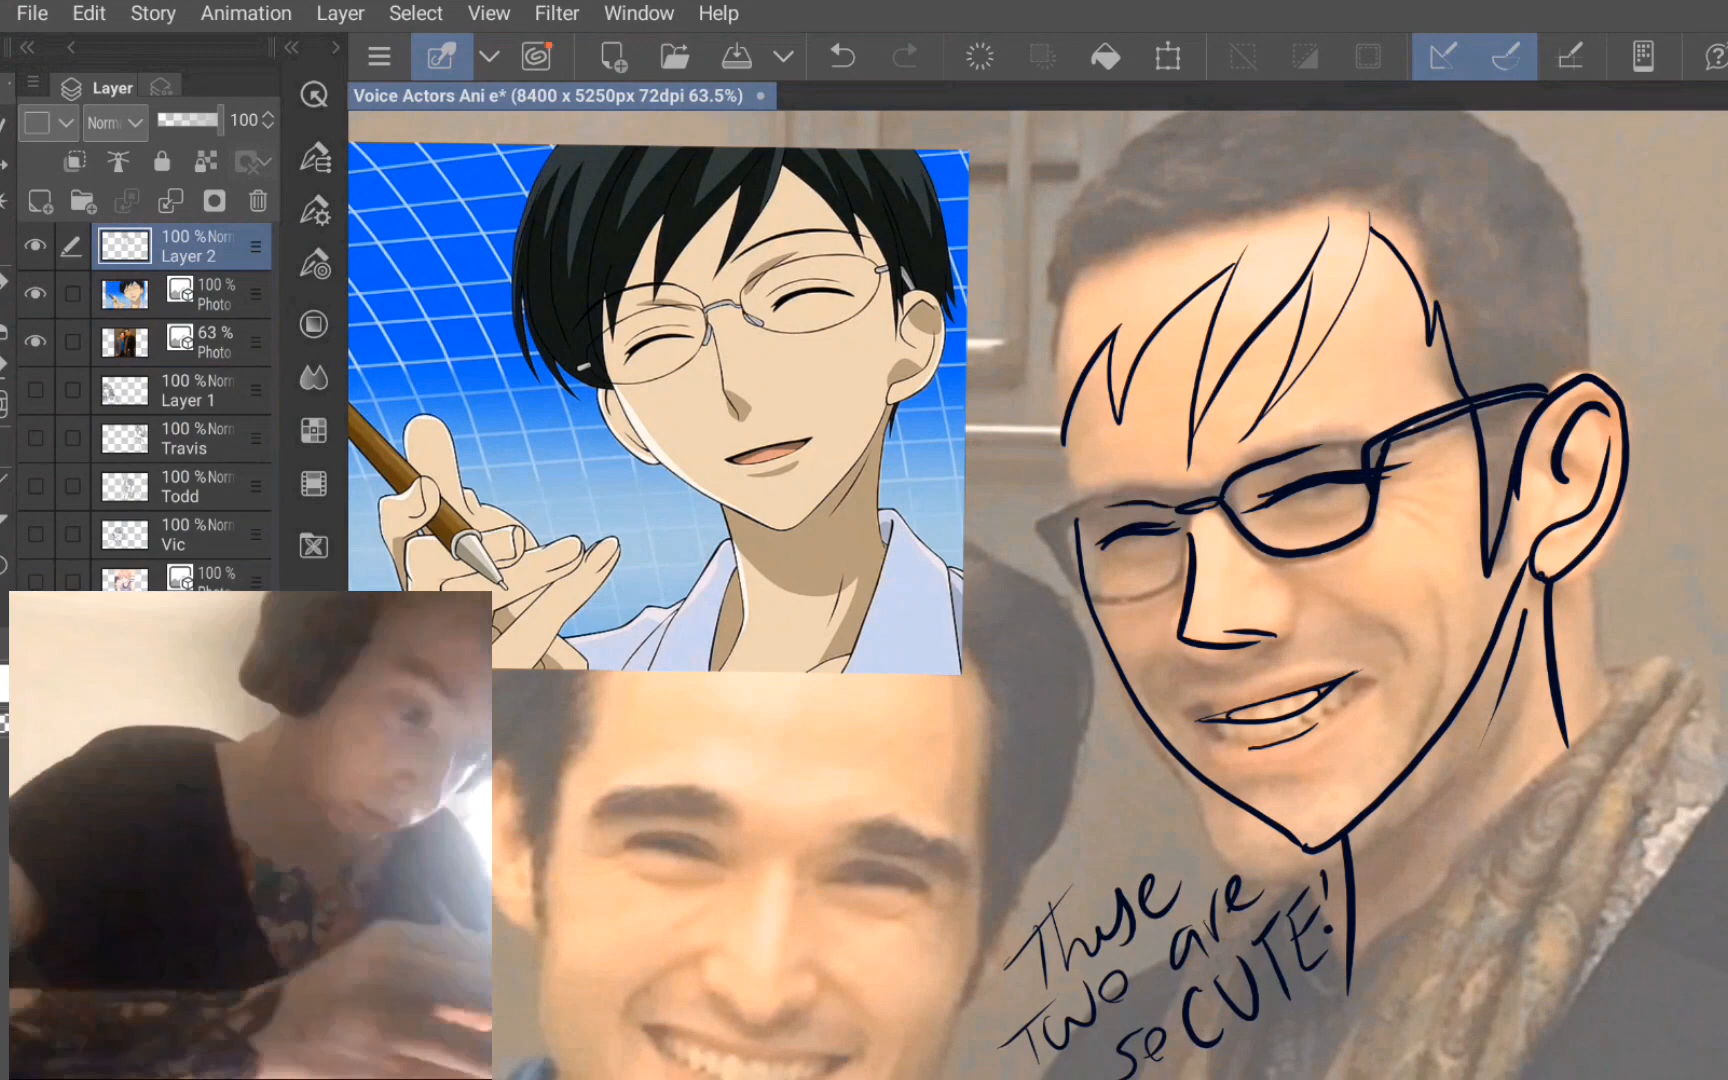 File Edit Story Animation Layer Select View Filter Window Help
Layer
Voice Actors Ani e* (8400 x 5250px 72dpi 63.5%)
Norm 100
100 % Norm
Layer 2
100 %
Photo
63 %
Photo
100 % Norm
Layer 1
100 % Norm
Travis
100 % Norm
Todd
100 % Norm
Vic
100 %
These
two are
so CUTE!